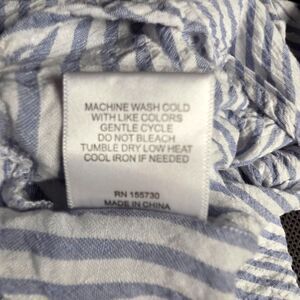 MACHINE WASH COLD
WITH LIKE COLORS
GENTLE CYCLE
DO NOT BLEACH
TUMBLE DRY LOW HEAT
COOL IRON IF NEEDED
RN 155730
MADE IN CHINA